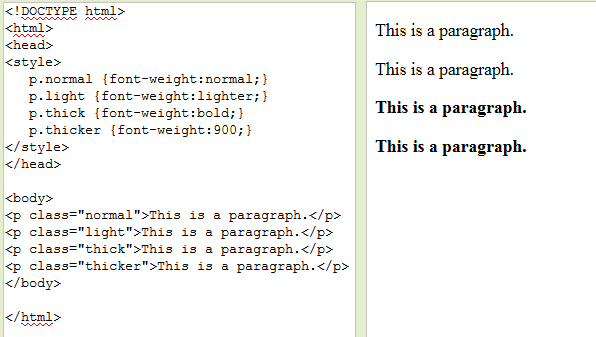 <!DOCTYPE html>
<html>
<head>
<style>
   p.normal {font-weight:normal;}
   p.light {font-weight:lighter;}
   p.thick {font-weight:bold;}
   p.thicker {font-weight:900;}
</style>
</head>

<body>
<p class="normal">This is a paragraph.</p>
<p class="light">This is a paragraph.</p>
<p class="thick">This is a paragraph.</p>
<p class="thicker">This is a paragraph.</p>
</body>

</html>
This is a paragraph.
This is a paragraph.
This is a paragraph.
This is a paragraph.